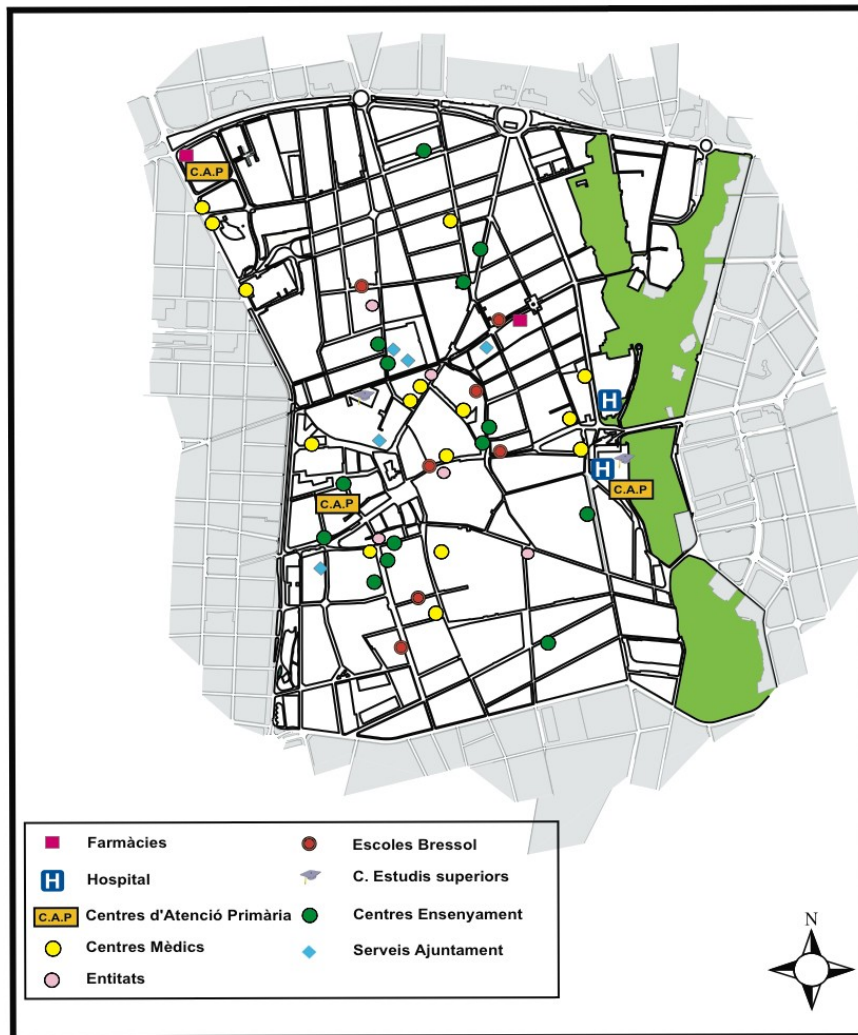 C.A.P
H
C.A.P
H
C.A.P
Farmàcies
Hospital
H
C.A.P
Centres d'Atenció Primària
Centres Mèdics
Entitats
Escoles Bressol
C. Estudis superiors
Centres Ensenyament
Serveis Ajuntament
N